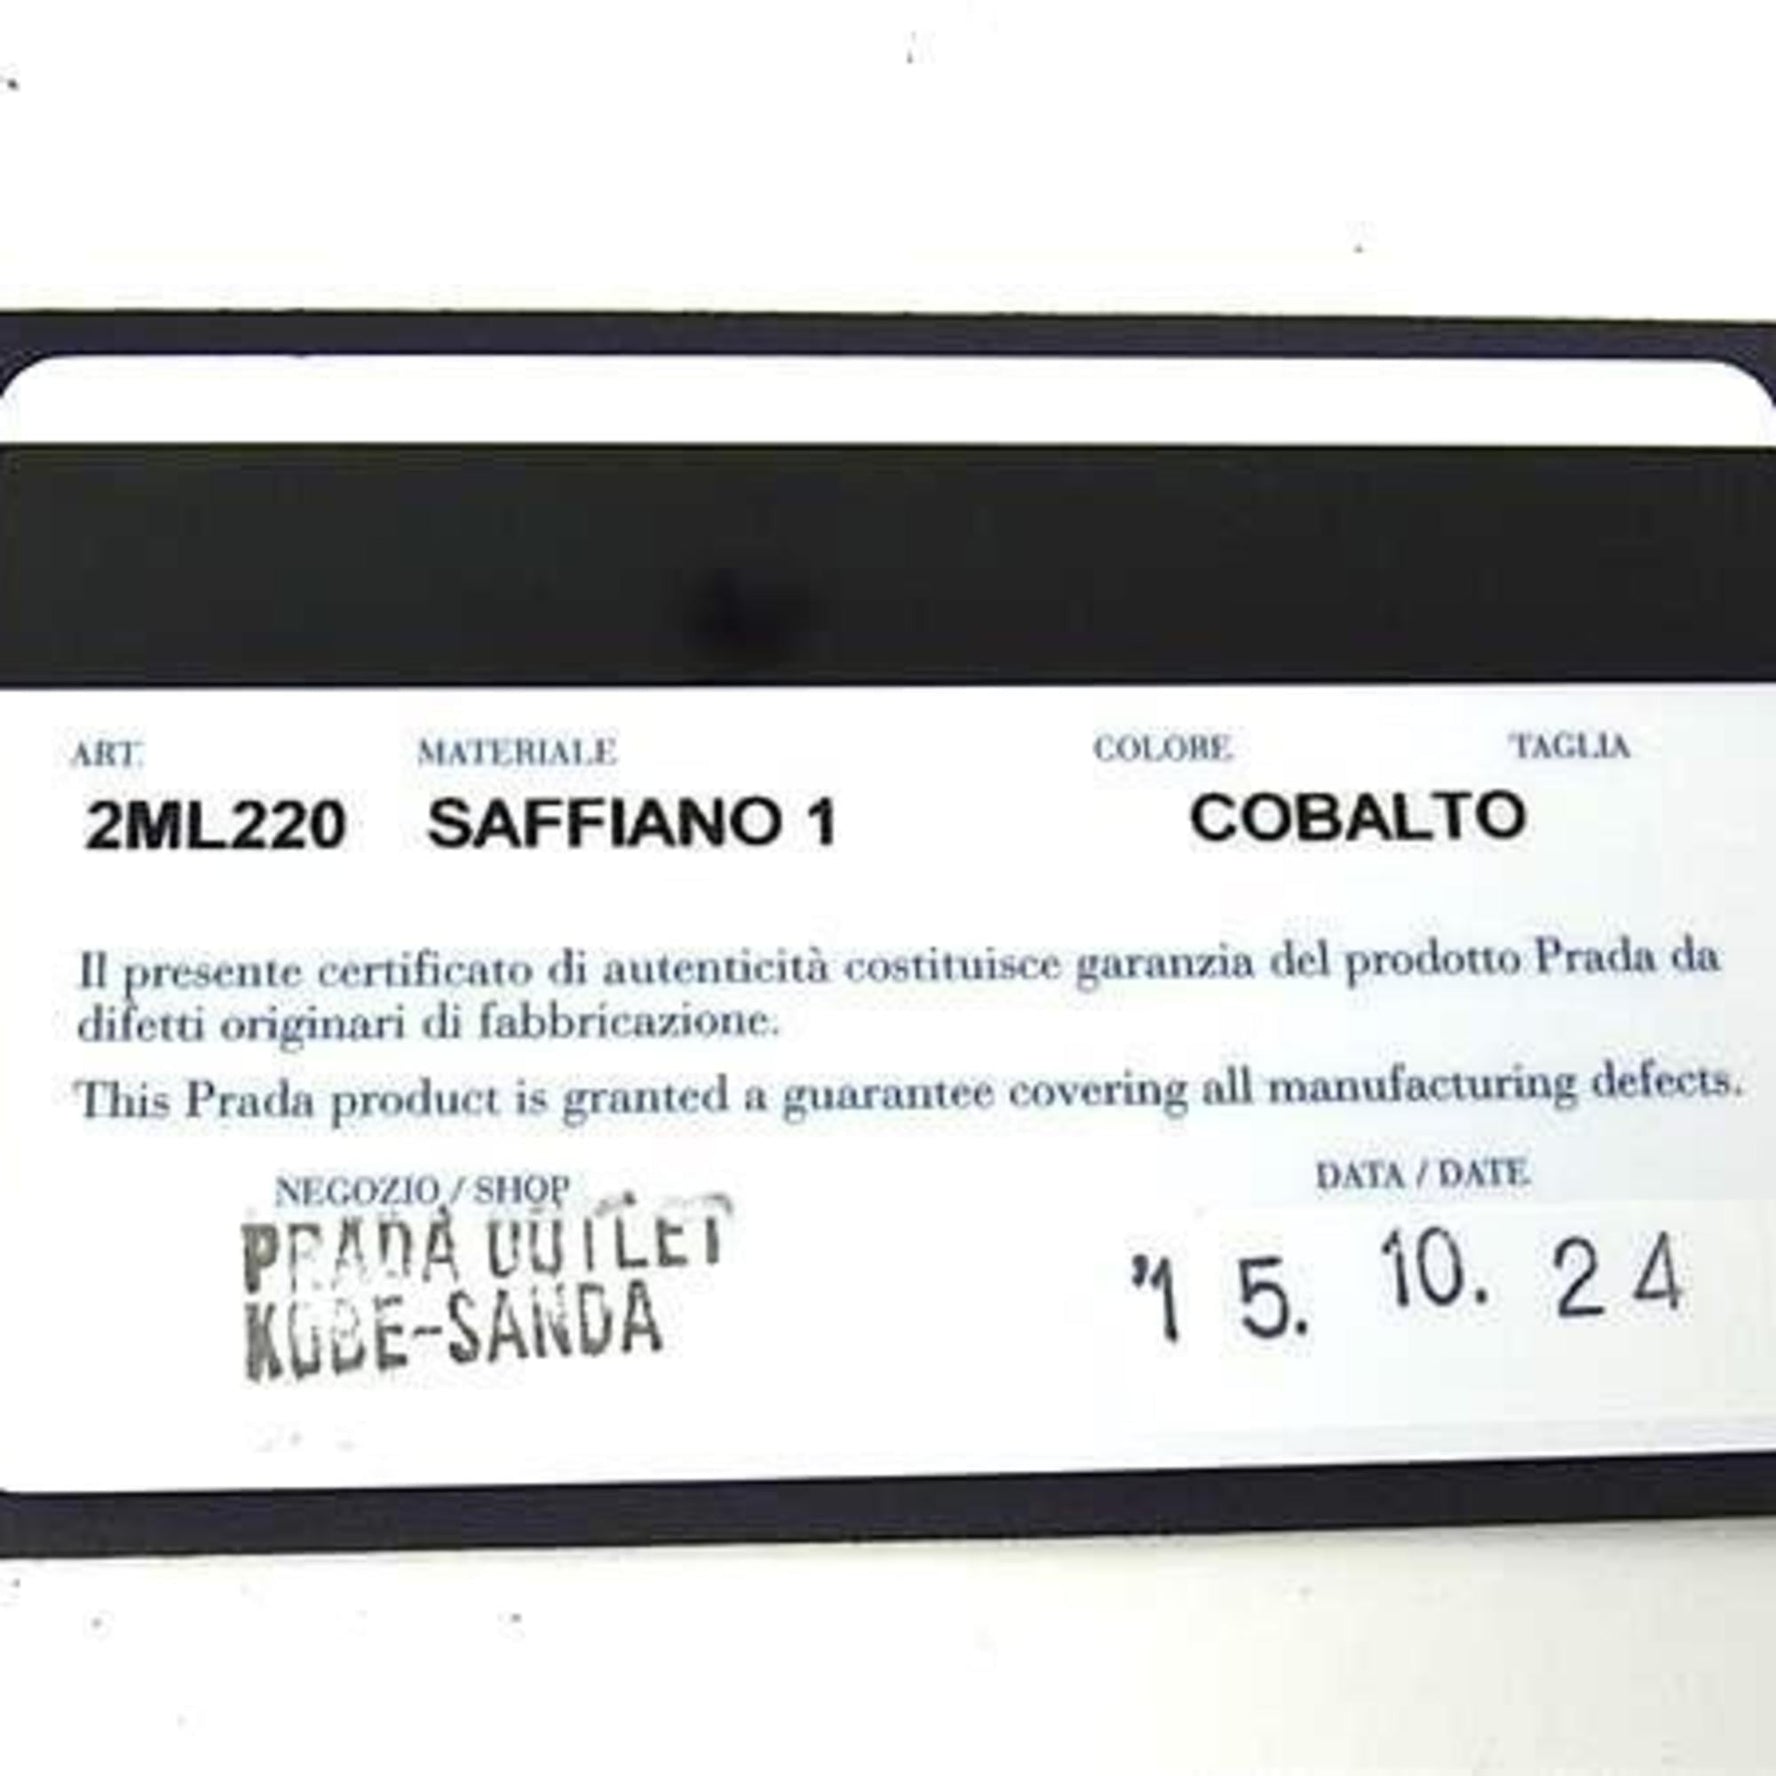 ART. MATERIALE COLORE TAGLIA
2ML220 SAFFIANO 1 COBALTO
Il presente certificato di autenticità costituisce garanzia del prodotto Prada da
difetti originari di fabbricazione.
This Prada product is granted a guarantee covering all manufacturing defects.
NEGOZIO / SHOP DATA / DATE
PRADA OUTLET
KOBE-SANDA
'15. 10. 24